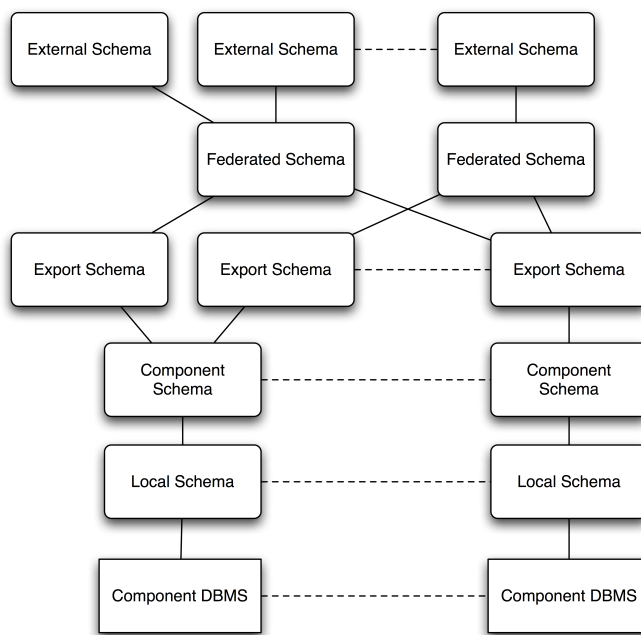 External Schema
External Schema
External Schema
Federated Schema
Federated Schema
Export Schema
Export Schema
Export Schema
Component
Schema
Component
Schema
Local Schema
Local Schema
Component DBMS
Component DBMS